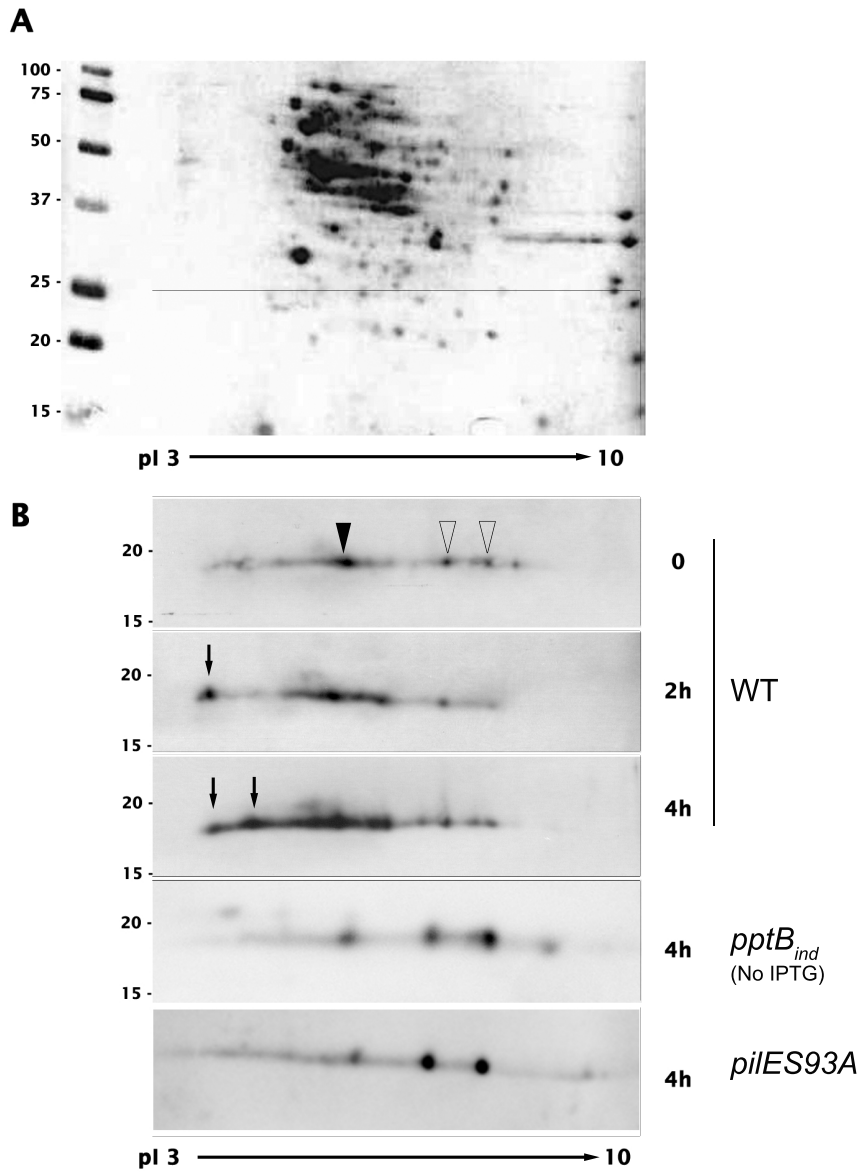 A
100 -
75 -
50 -
37 -
25 -
20 -
15 -
pI 3 10
B
20 -
15 -
0
20 -
15 -
2h
WT
20 -
15 -
4h
20 -
15 -
4h
pptBind
(No IPTG)
4h
pilES93A
pI 3 10